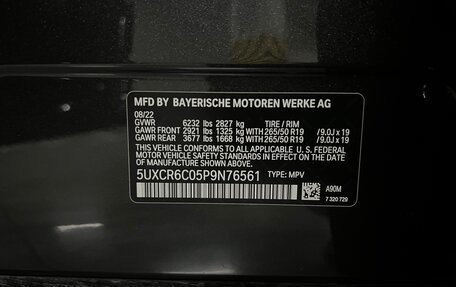 MFD BY BAYERISCHE MOTOREN WERKE AG
08/22
GVWR 6232 lbs 2827 kg TIRE / RIM
GAWR FRONT 2921 lbs 1325 kg WITH 265/50 R19 /9.0J x 19
GAWR REAR 3677 lbs 1668 kg WITH 265/50 R19 /9.0J x 19
THIS VEHICLE CONFORMS TO ALL APPLICABLE U. S. FEDERAL
MOTOR VEHICLE SAFETY STANDARDS IN EFFECT ON THE
DATE OF MANUFACTURE SHOWN ABOVE.
5UXCR6C05P9N76561 TYPE: MPV
A90M
7 320 729